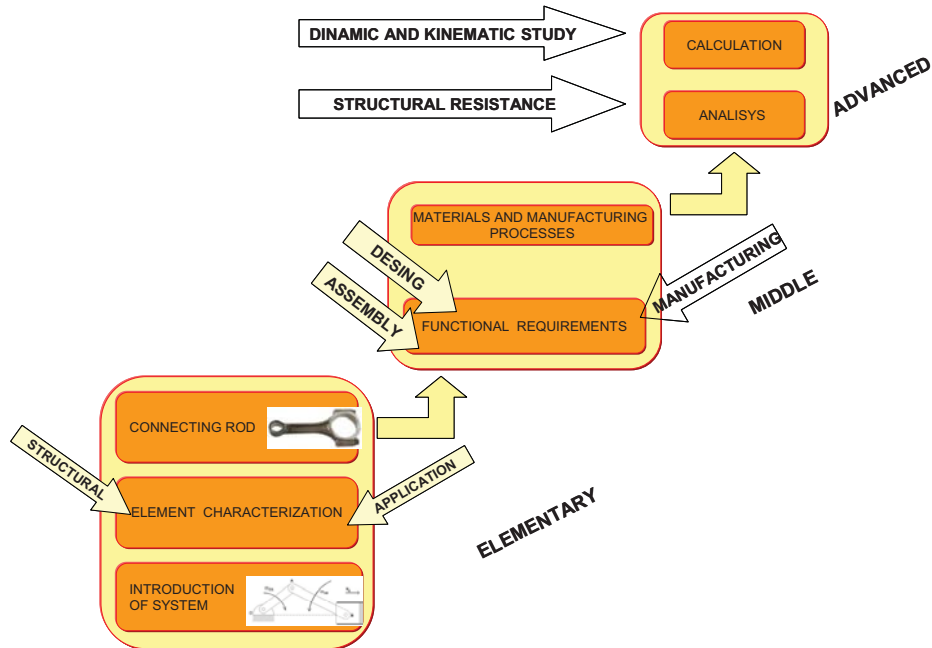 DINAMIC AND KINEMATIC STUDY
CALCULATION
ADVANCED
STRUCTURAL RESISTANCE
ANALISYS
MATERIALS AND MANUFACTURING
PROCESSES
DESING
MANUFACTURING
ASSEMBLY
MIDDLE
FUNCTIONAL REQUIREMENTS
CONNECTING ROD
STRUCTURAL
APPLICATION
ELEMENT CHARACTERIZATION
ELEMENTARY
INTRODUCTION
OF SYSTEM